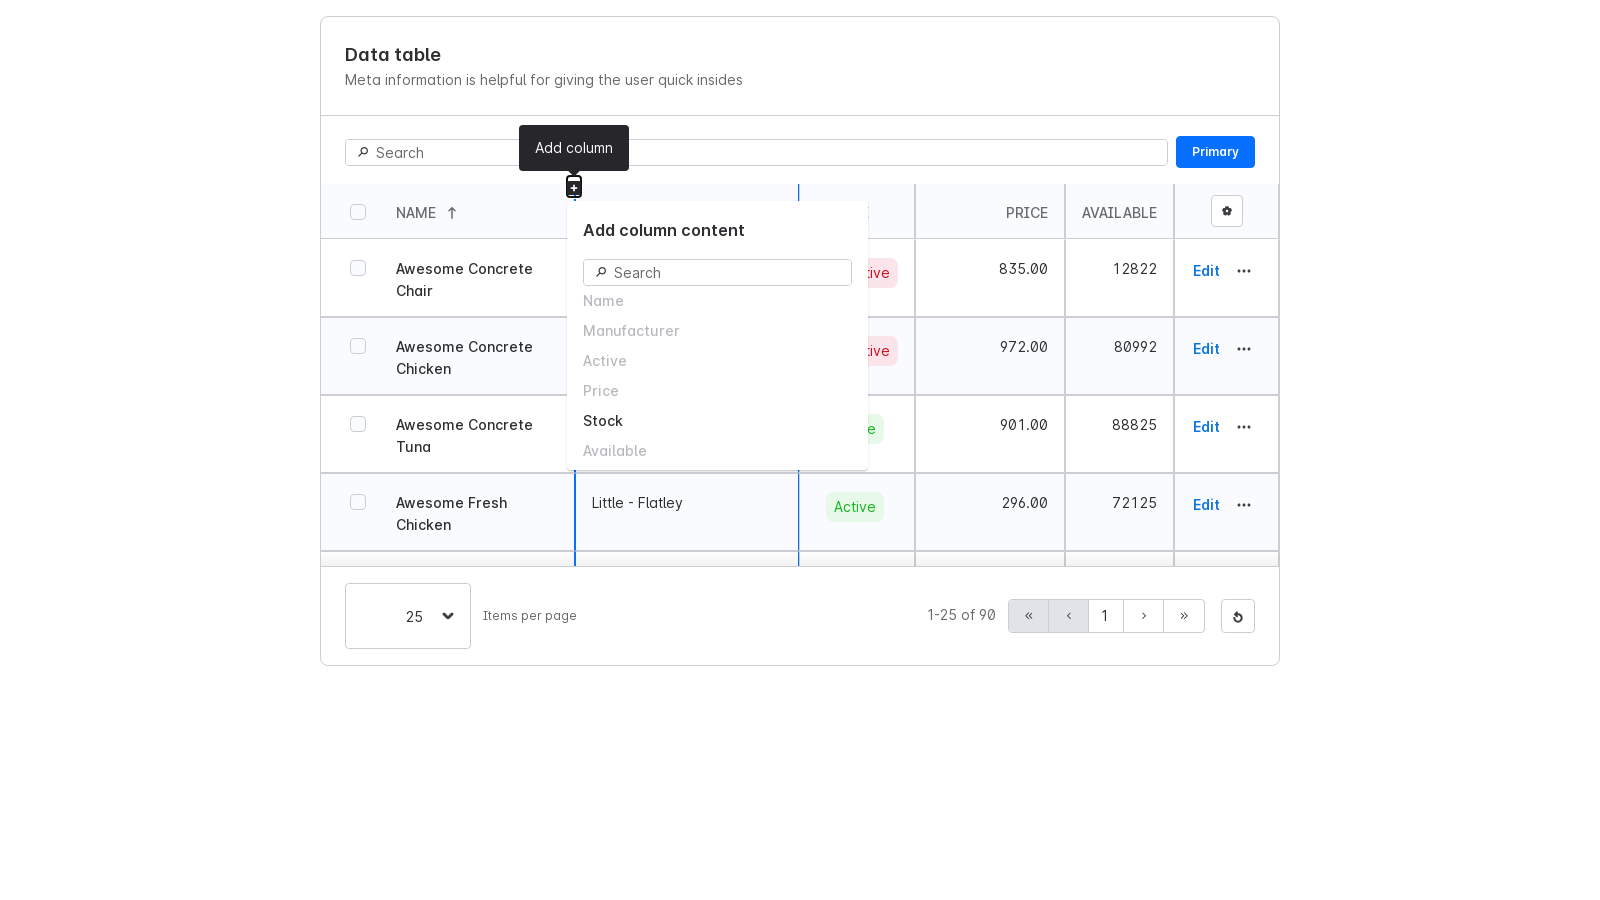 Data table
Meta information is helpful for giving the user quick insides
Search
Add column
Primary
NAME
PRICE
AVAILABLE
Add column content
Search
Name
Manufacturer
Active
Price
Stock
Available
Awesome Concrete
Chair
835.00
12822
Edit
Awesome Concrete
Chicken
972.00
80992
Edit
Awesome Concrete
Tuna
901.00
88825
Edit
Awesome Fresh
Chicken
Little - Flatley
Active
296.00
72125
Edit
25
Items per page
1-25 of 90
«
‹
1
›
»